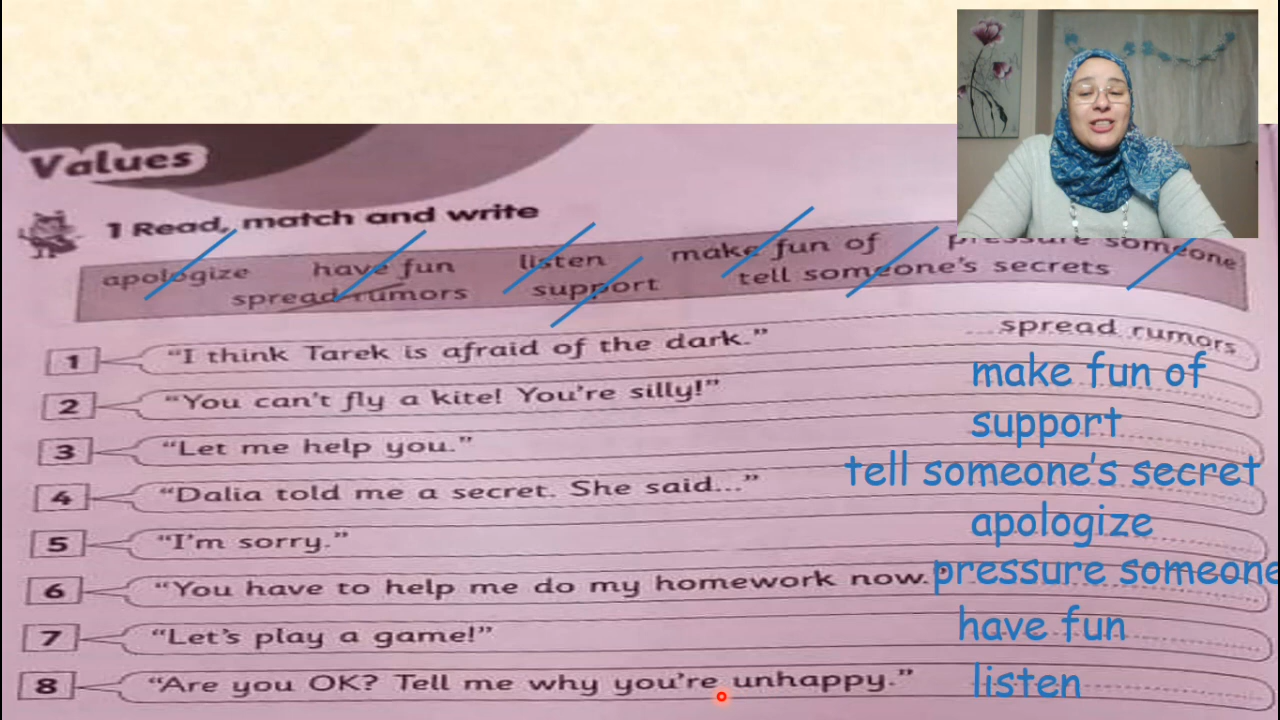 Values
1 Read, match and write
apologize have fun listen make fun of pressure someone
spread rumors support tell someone's secrets
1 "I think Tarek is afraid of the dark." spread rumors
2 "You can't fly a kite! You're silly!" make fun of
3 "Let me help you." support
4 "Dalia told me a secret. She said..." tell someone's secret
5 "I'm sorry." apologize
6 "You have to help me do my homework now." pressure someone
7 "Let's play a game!" have fun
8 "Are you OK? Tell me why you're unhappy." listen